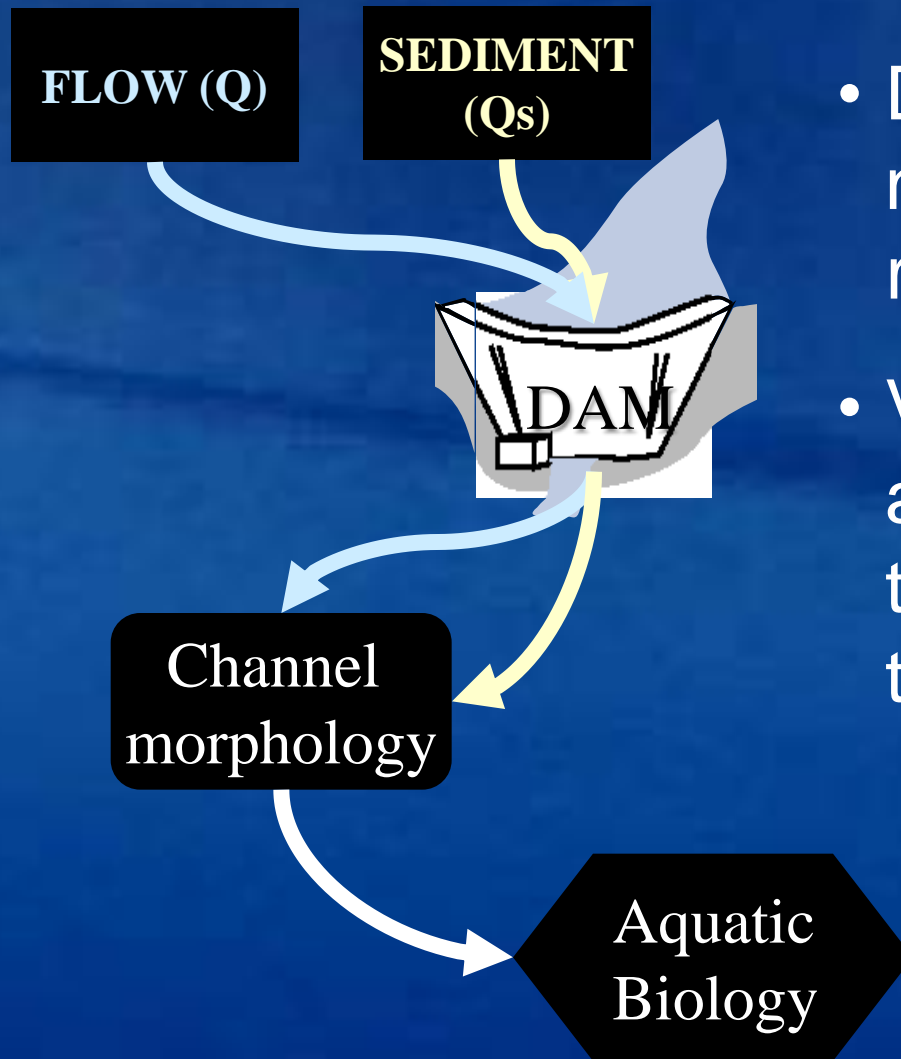 FLOW (Q)
SEDIMENT
(Qs)
DAM
Channel
morphology
Aquatic
Biology